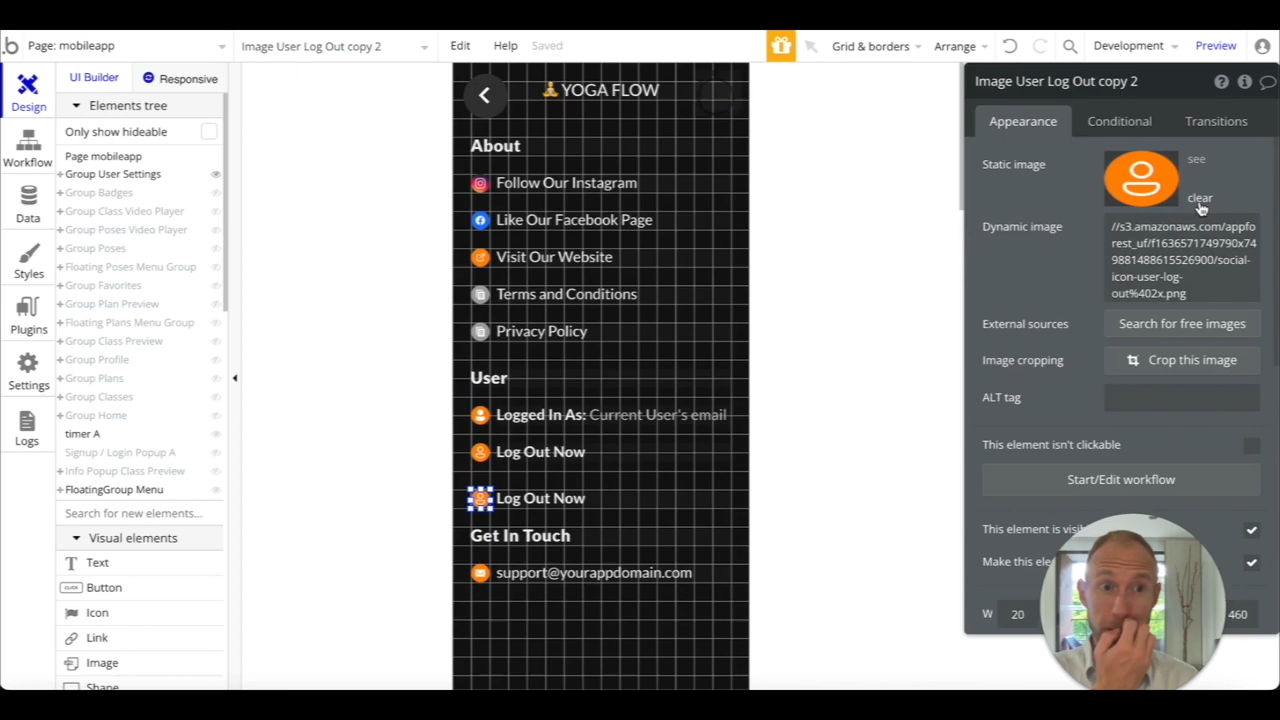 Page: mobileapp
Image User Log Out copy 2
Edit
Help
Saved
Grid & borders
Arrange
Development
Preview
Design
Workflow
Data
Styles
Plugins
Settings
Logs
UI Builder
Responsive
Elements tree
Only show hideable
Page mobileapp
Group User Settings
+Group Badges
+Group Class Video Player
+Group Poses Video Player
+Group Poses
+Floating Poses Menu Group
+Group Favorites
+Group Plan Preview
+Floating Plans Menu Group
+Group Class Preview
+Group Profile
+Group Plans
+Group Classes
+Group Home
timer A
Signup / Login Popup A
+Info Popup Class Preview
+FloatingGroup Menu
Search for new elements...
Visual elements
Text
CLICK Button
Icon
Link
Image
Shape
YOGA FLOW
About
Follow Our Instagram
Like Our Facebook Page
Visit Our Website
Terms and Conditions
Privacy Policy
User
Logged In As: Current User's email
Log Out Now
Log Out Now
Get In Touch
support@yourappdomain.com
Image User Log Out copy 2
Appearance
Conditional
Transitions
Static image
see
clear
Dynamic image
//s3.amazonaws.com/appfo
rest_uf/f1636571749790x74
9881488615526900/social-
icon-user-log-
out%402x.png
External sources
Search for free images
Image cropping
Crop this image
ALT tag
This element isn't clickable
Start/Edit workflow
This element is visi
Make this ele
W 20
460